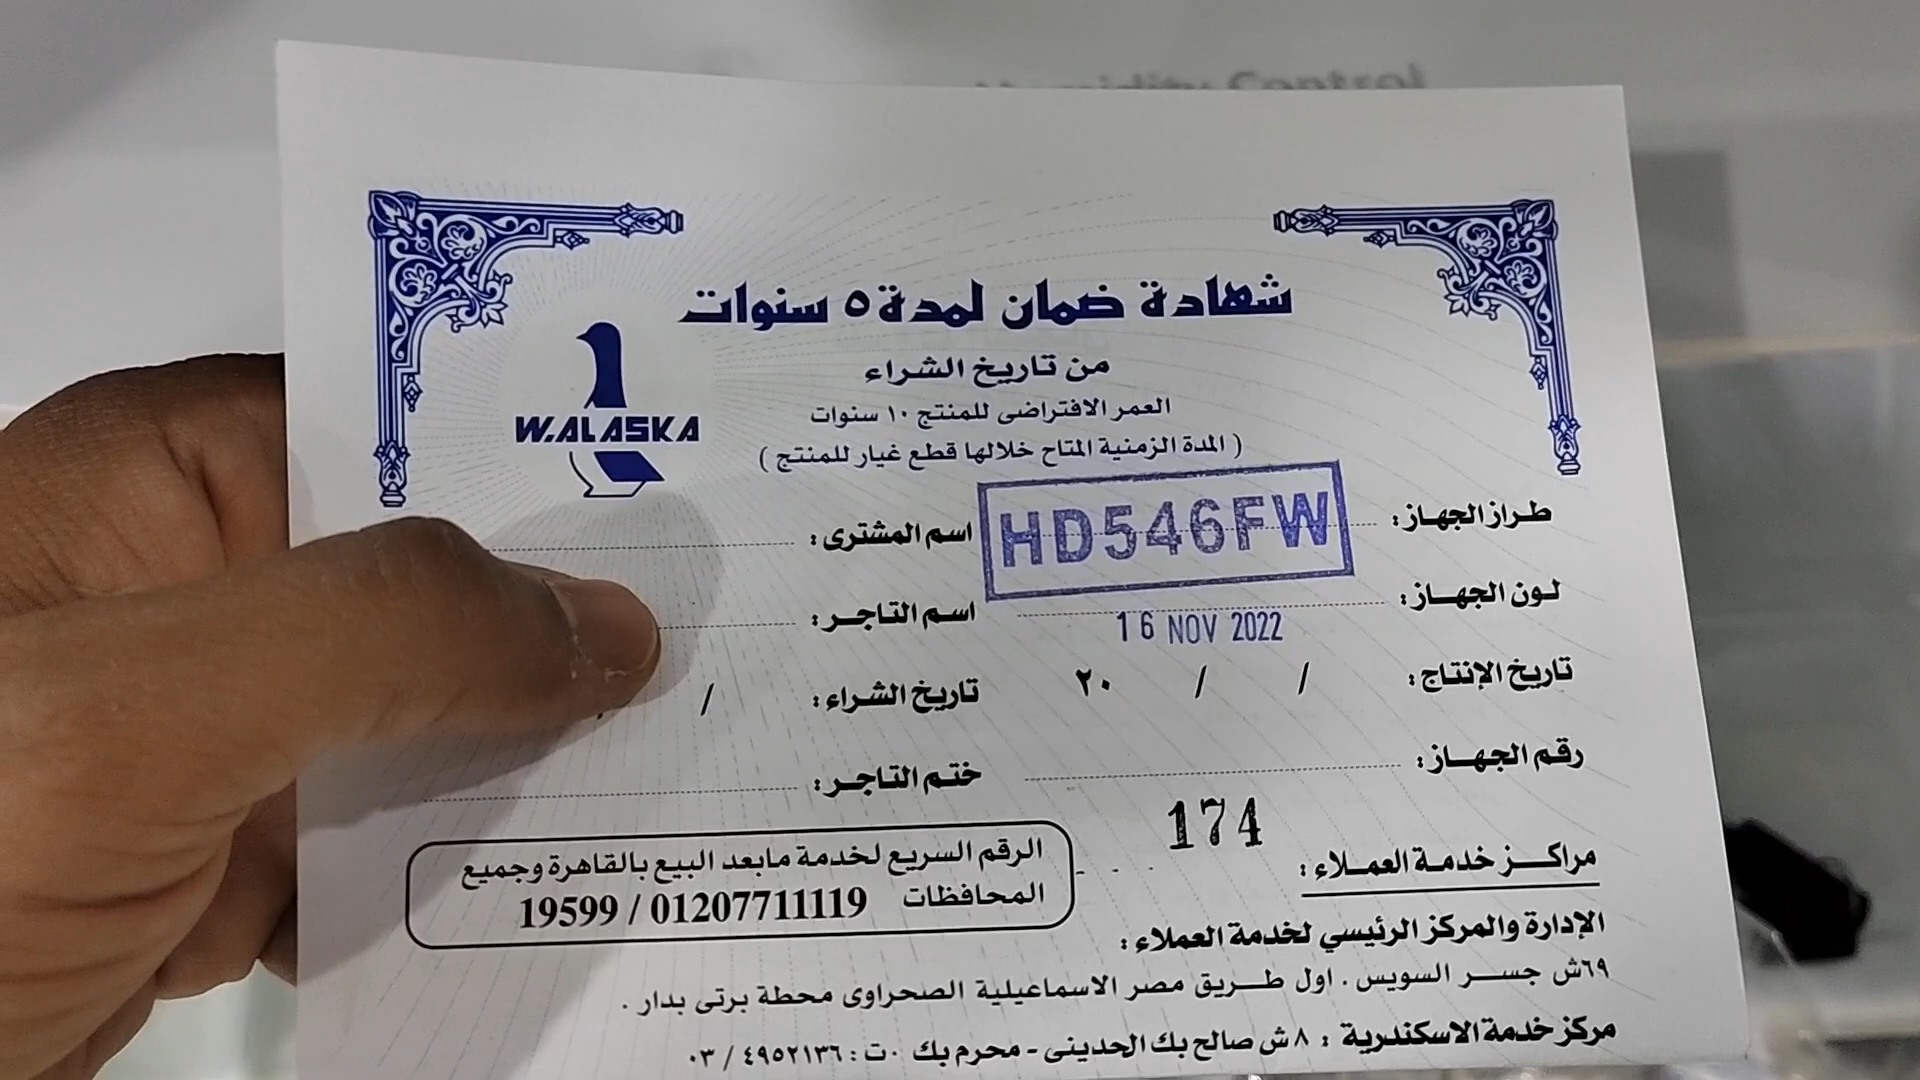 Humidity Control
شهادة ضمان لمدة ٥ سنوات
من تاريخ الشراء
العمر الافتراضى للمنتج ١٠ سنوات
( المدة الزمنية المتاح خلالها قطع غيار للمنتج )
W.ALASKA
طراز الجهاز: HD546FW
اسم المشترى:
لون الجهاز:
اسم التاجر:
16 NOV 2022
تاريخ الإنتاج: / / ٢٠
تاريخ الشراء: /
رقم الجهاز:
ختم التاجر:
174
مراكز خدمة العملاء:
الرقم السريع لخدمة مابعد البيع بالقاهرة وجميع
المحافظات 19599 / 01207711119
الإدارة والمركز الرئيسي لخدمة العملاء:
٦٩ش جسر السويس . اول طريق مصر الاسماعيلية الصحراوى محطة برتى بدار .
مركز خدمة الاسكندرية : ٨ ش صالح بك الحدينى - محرم بك ٠ت : ٤٩٥٢١٣٦ / ٠٣